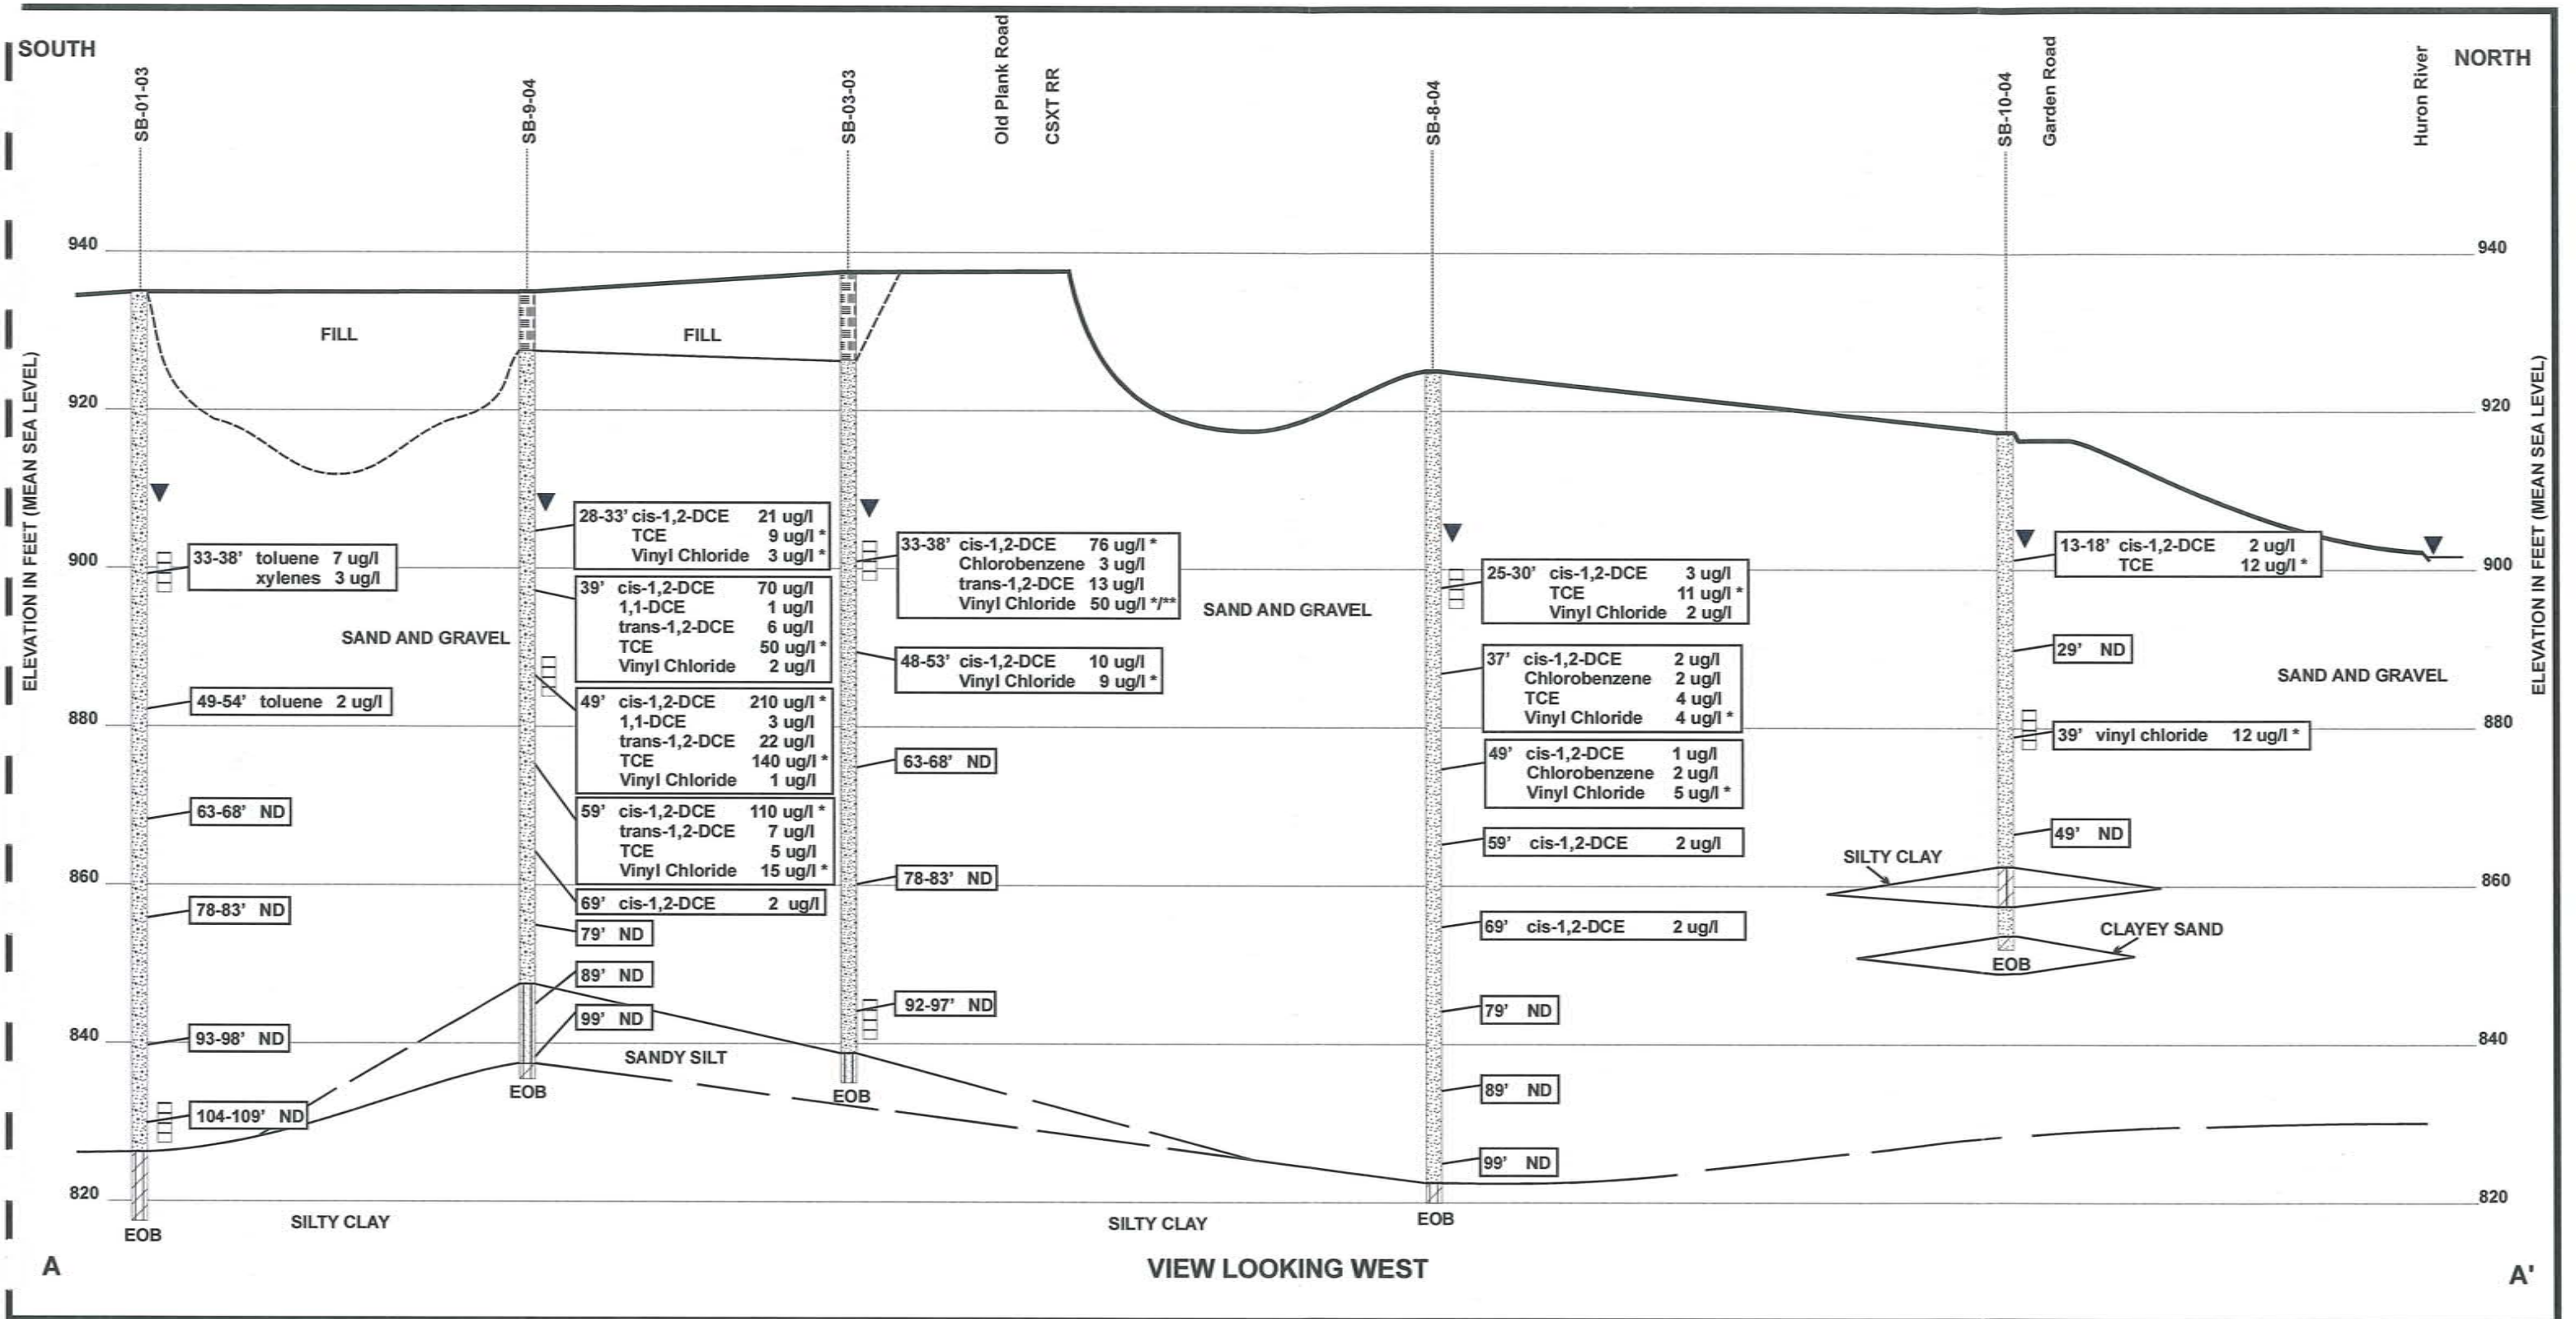 SOUTH
NORTH
SB-01-03
SB-9-04
SB-03-03
Old Plank Road
CSXT RR
SB-8-04
SB-10-04
Garden Road
Huron River
ELEVATION IN FEET (MEAN SEA LEVEL)
940
920
900
880
860
840
820
FILL
FILL
33-38' toluene 7 ug/l
xylenes 3 ug/l
49-54' toluene 2 ug/l
63-68' ND
78-83' ND
93-98' ND
104-109' ND
EOB
SAND AND GRAVEL
28-33' cis-1,2-DCE 21 ug/l
TCE 9 ug/l *
Vinyl Chloride 3 ug/l *
39' cis-1,2-DCE 70 ug/l
1,1-DCE 1 ug/l
trans-1,2-DCE 6 ug/l
TCE 50 ug/l *
Vinyl Chloride 2 ug/l
49' cis-1,2-DCE 210 ug/l *
1,1-DCE 3 ug/l
trans-1,2-DCE 22 ug/l
TCE 140 ug/l *
Vinyl Chloride 1 ug/l
59' cis-1,2-DCE 110 ug/l *
trans-1,2-DCE 7 ug/l
TCE 5 ug/l
Vinyl Chloride 15 ug/l *
69' cis-1,2-DCE 2 ug/l
79' ND
89' ND
99' ND
EOB
SANDY SILT
33-38' cis-1,2-DCE 76 ug/l *
Chlorobenzene 3 ug/l
trans-1,2-DCE 13 ug/l
Vinyl Chloride 50 ug/l */**
48-53' cis-1,2-DCE 10 ug/l
Vinyl Chloride 9 ug/l *
63-68' ND
78-83' ND
92-97' ND
EOB
SAND AND GRAVEL
25-30' cis-1,2-DCE 3 ug/l
TCE 11 ug/l *
Vinyl Chloride 2 ug/l
37' cis-1,2-DCE 2 ug/l
Chlorobenzene 2 ug/l
TCE 4 ug/l
Vinyl Chloride 4 ug/l *
49' cis-1,2-DCE 1 ug/l
Chlorobenzene 2 ug/l
Vinyl Chloride 5 ug/l *
59' cis-1,2-DCE 2 ug/l
69' cis-1,2-DCE 2 ug/l
79' ND
89' ND
99' ND
EOB
13-18' cis-1,2-DCE 2 ug/l
TCE 12 ug/l *
29' ND
SAND AND GRAVEL
39' vinyl chloride 12 ug/l *
49' ND
SILTY CLAY
CLAYEY SAND
EOB
940
920
900
880
860
840
820
ELEVATION IN FEET (MEAN SEA LEVEL)
SILTY CLAY
SILTY CLAY
A
VIEW LOOKING WEST
A'